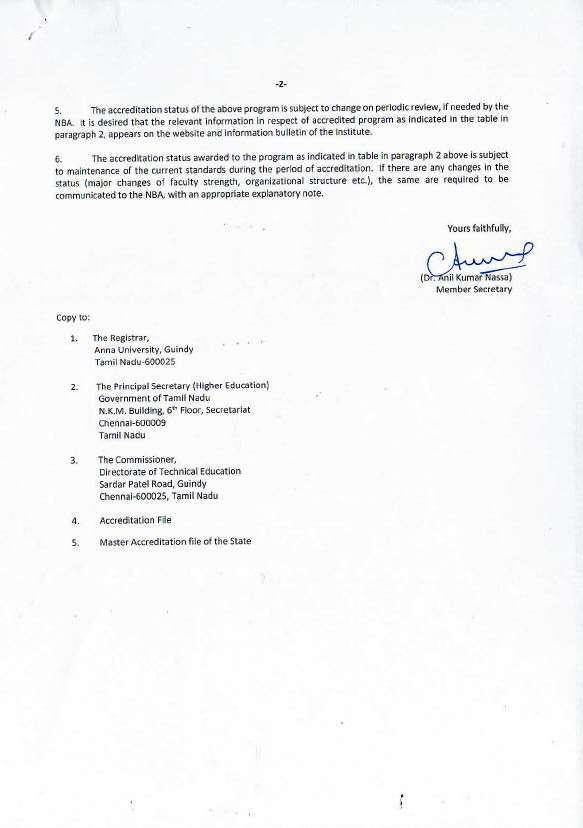 -2-
5. The accreditation status of the above program is subject to change on periodic review, if needed by the
NBA. It is desired that the relevant information in respect of accredited program as indicated in the table in
paragraph 2, appears on the website and information bulletin of the Institute.
6. The accreditation status awarded to the program as indicated in table in paragraph 2 above is subject
to maintenance of the current standards during the period of accreditation. If there are any changes in the
status (major changes of faculty strength, organizational structure etc.), the same are required to be
communicated to the NBA, with an appropriate explanatory note.
Yours faithfully,
(Dr. Anil Kumar Nassa)
Member Secretary
Copy to:
1. The Registrar,
Anna University, Guindy
Tamil Nadu-600025
2. The Principal Secretary (Higher Education)
Government of Tamil Nadu
N.K.M. Building, 6th Floor, Secretariat
Chennai-600009
Tamil Nadu
3. The Commissioner,
Directorate of Technical Education
Sardar Patel Road, Guindy
Chennai-600025, Tamil Nadu
4. Accreditation File
5. Master Accreditation file of the State